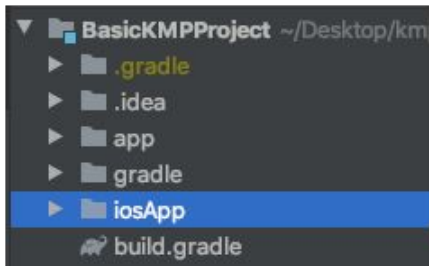 BasicKMPProject ~/Desktop/km
.gradle
.idea
app
gradle
iosApp
build.gradle